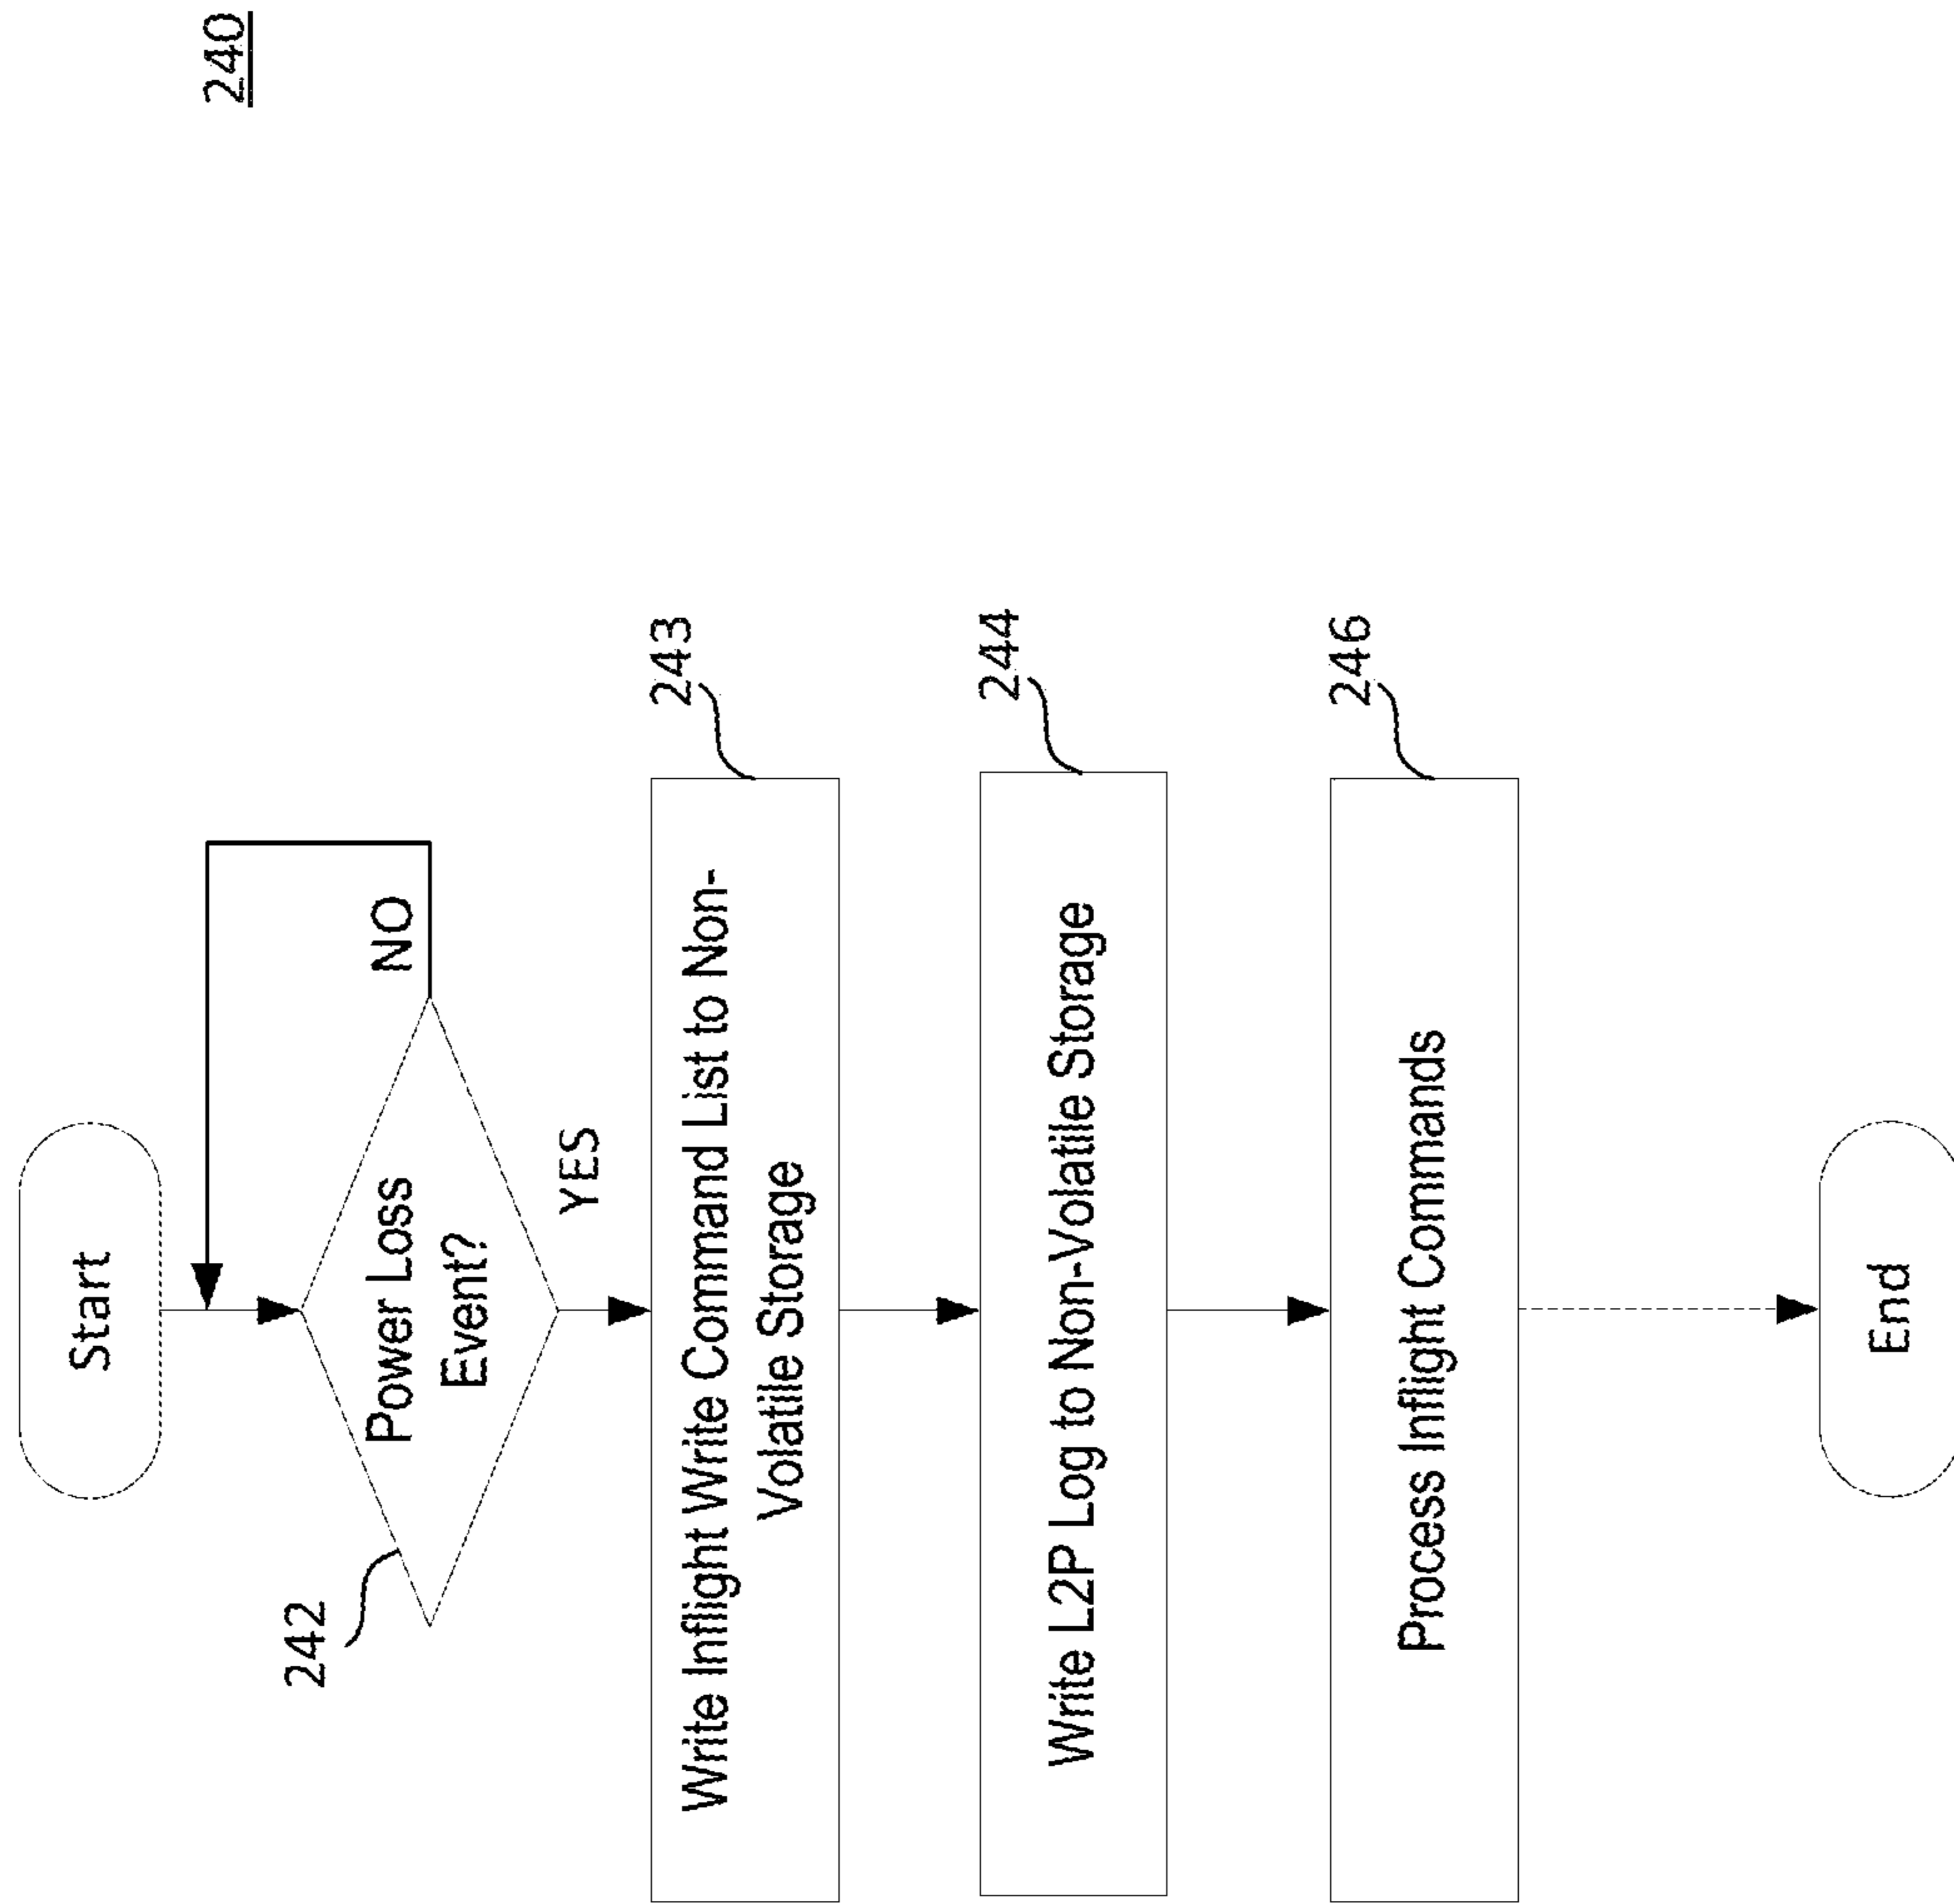 240
Start
242
Power Loss
Event?
NO
YES
243
Write Inflight Write Command List to Non-
Volatile Storage
244
Write L2P Log to Non-Volatile Storage
246
Process Inflight Commands
End